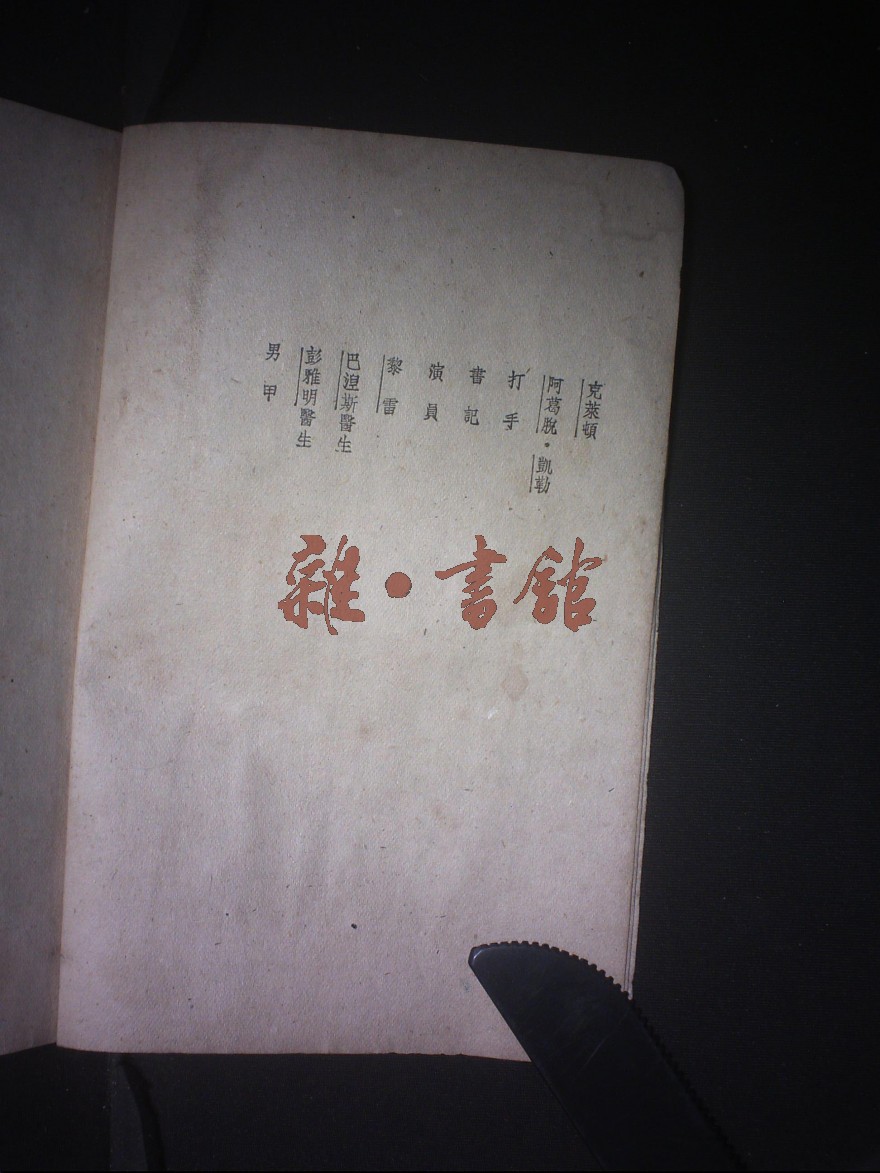 克萊頓
阿葛脫·凱勒
打手
書記
演員
黎雷
巴湼斯醫生
彭雅明醫生
男甲
雜·書館